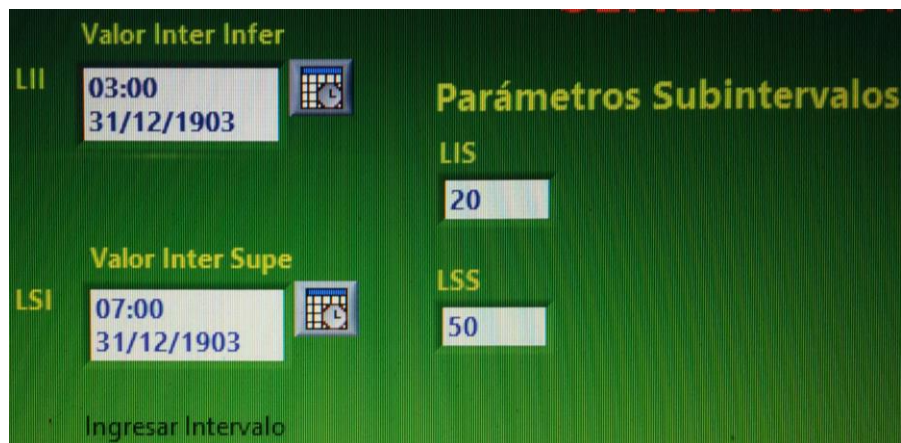 Valor Inter Infer
LII
03:00
31/12/1903
Parámetros Subintervalos
LIS
20
Valor Inter Supe
LSI
07:00
31/12/1903
LSS
50
Ingresar Intervalo